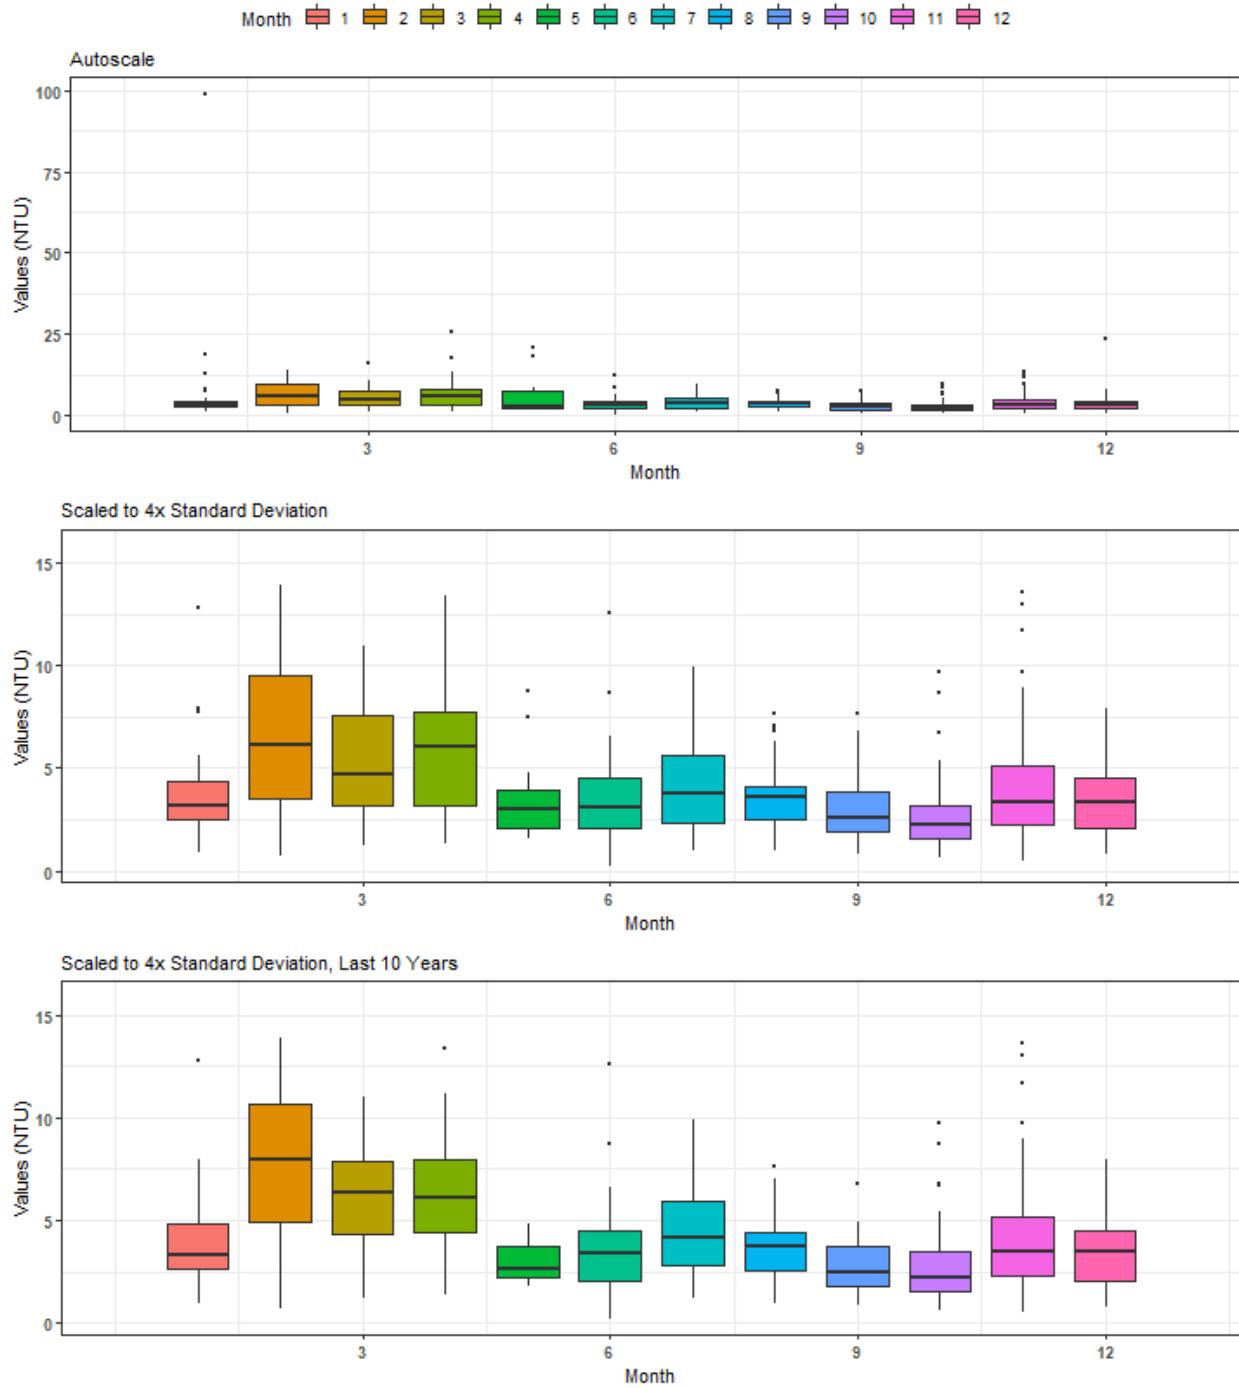 Month 1 2 3 4 5 6 7 8 9 10 11 12
Autoscale
Values (NTU)
100
75
50
25
0
3 6 9 12
Month
Scaled to 4x Standard Deviation
Values (NTU)
15
10
5
0
3 6 9 12
Month
Scaled to 4x Standard Deviation, Last 10 Years
Values (NTU)
15
10
5
0
3 6 9 12
Month